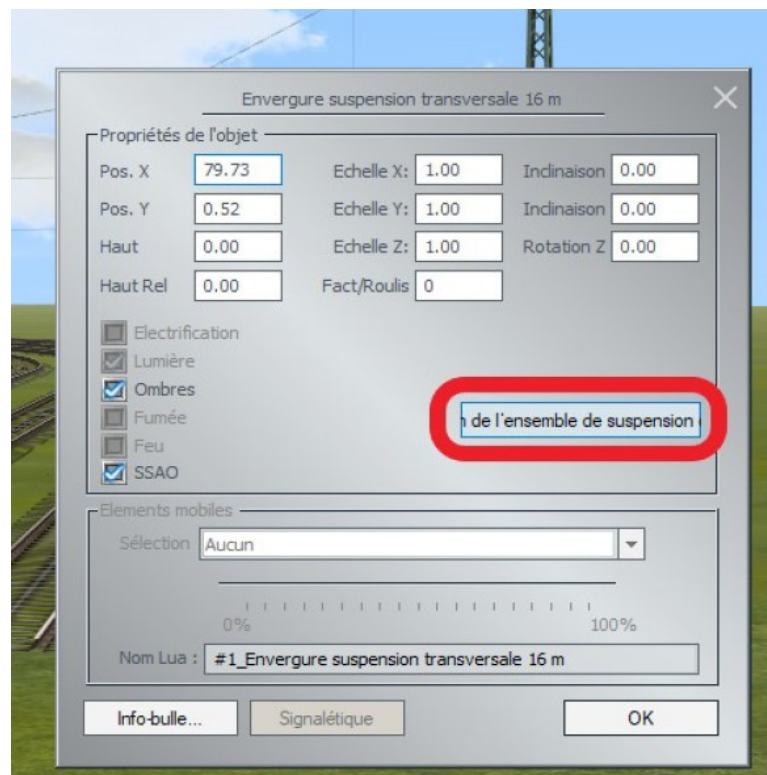 Envergure suspension transversale 16 m
Propriétés de l'objet
Pos. X 79.73 Echelle X: 1.00 Inclinaison 0.00
Pos. Y 0.52 Echelle Y: 1.00 Inclinaison 0.00
Haut 0.00 Echelle Z: 1.00 Rotation Z 0.00
Haut Rel 0.00 Fact/Roulis 0
Electrification
Lumière
Ombres
Fumée
de l'ensemble de suspension
Feu
SSAO
Elements mobiles
Sélection Aucun
0% 100%
Nom Lua : #1_Envergure suspension transversale 16 m
Info-bulle... Signalétique OK